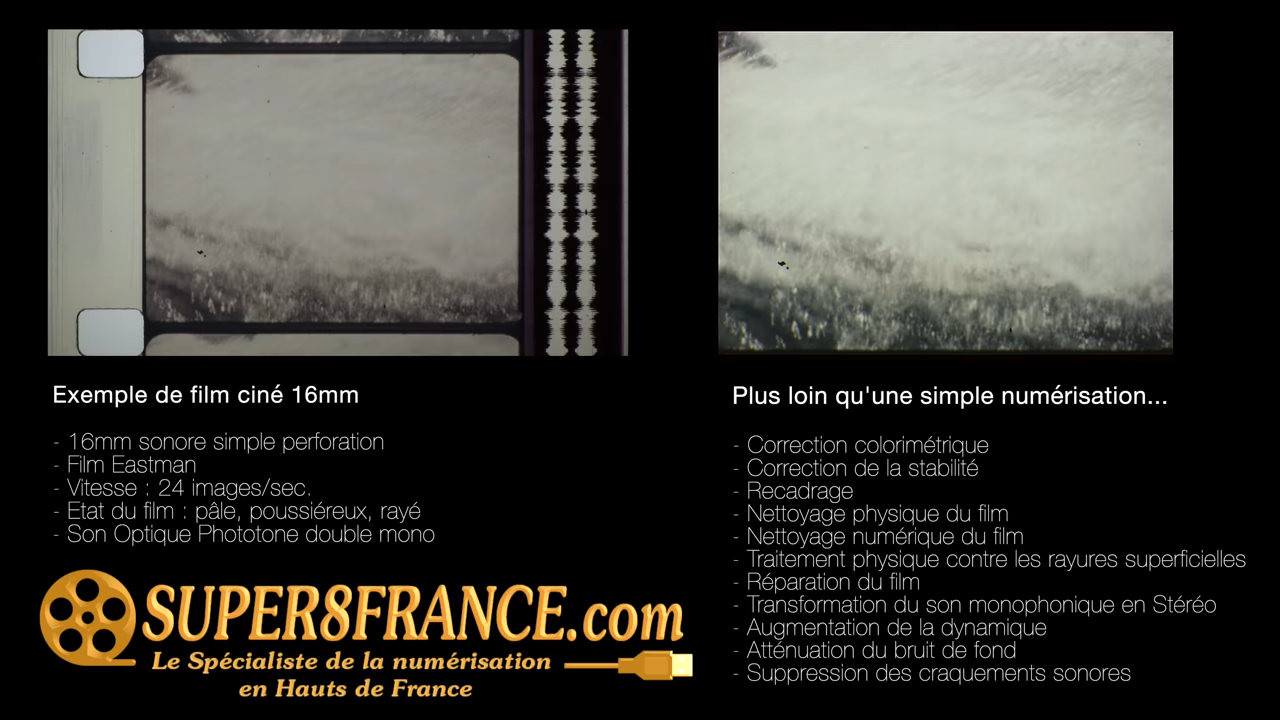 Exemple de film ciné 16mm
- 16mm sonore simple perforation
- Film Eastman
- Vitesse : 24 images/sec.
- Etat du film : pâle, poussiéreux, rayé
- Son Optique Phototone double mono
SUPER8FRANCE.com
Le Spécialiste de la numérisation
en Hauts de France
Plus loin qu'une simple numérisation...
- Correction colorimétrique
- Correction de la stabilité
- Recadrage
- Nettoyage physique du film
- Nettoyage numérique du film
- Traitement physique contre les rayures superficielles
- Réparation du film
- Transformation du son monophonique en Stéréo
- Augmentation de la dynamique
- Atténuation du bruit de fond
- Suppression des craquements sonores